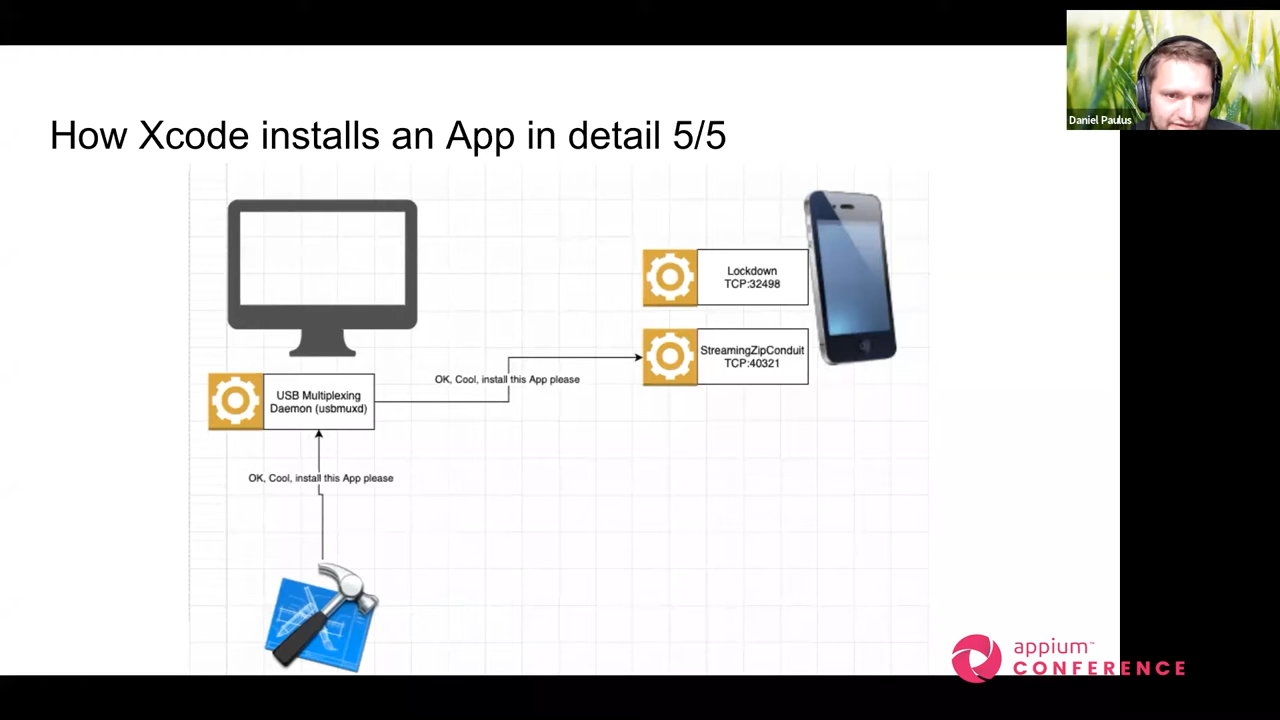 Daniel Paulus
How Xcode installs an App in detail 5/5
Lockdown
TCP:32498
StreamingZipConduit
TCP:40321
OK, Cool, install this App please
USB Multiplexing
Daemon (usbmuxd)
OK, Cool, install this App please
appium™
CONFERENCE